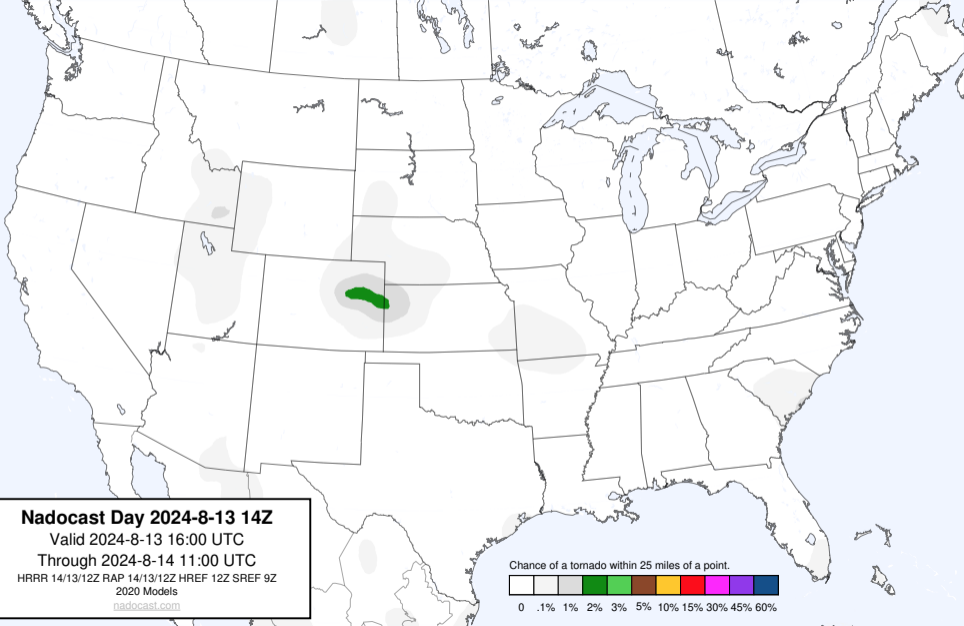 Nadocast Day 2024-8-13 14Z
Valid 2024-8-13 16:00 UTC
Through 2024-8-14 11:00 UTC
HRRR 14/13/12Z RAP 14/13/12Z HREF 12Z SREF 9Z
2020 Models
nadocast.com
Chance of a tornado within 25 miles of a point.
0 .1% 1% 2% 3% 5% 10% 15% 30% 45% 60%